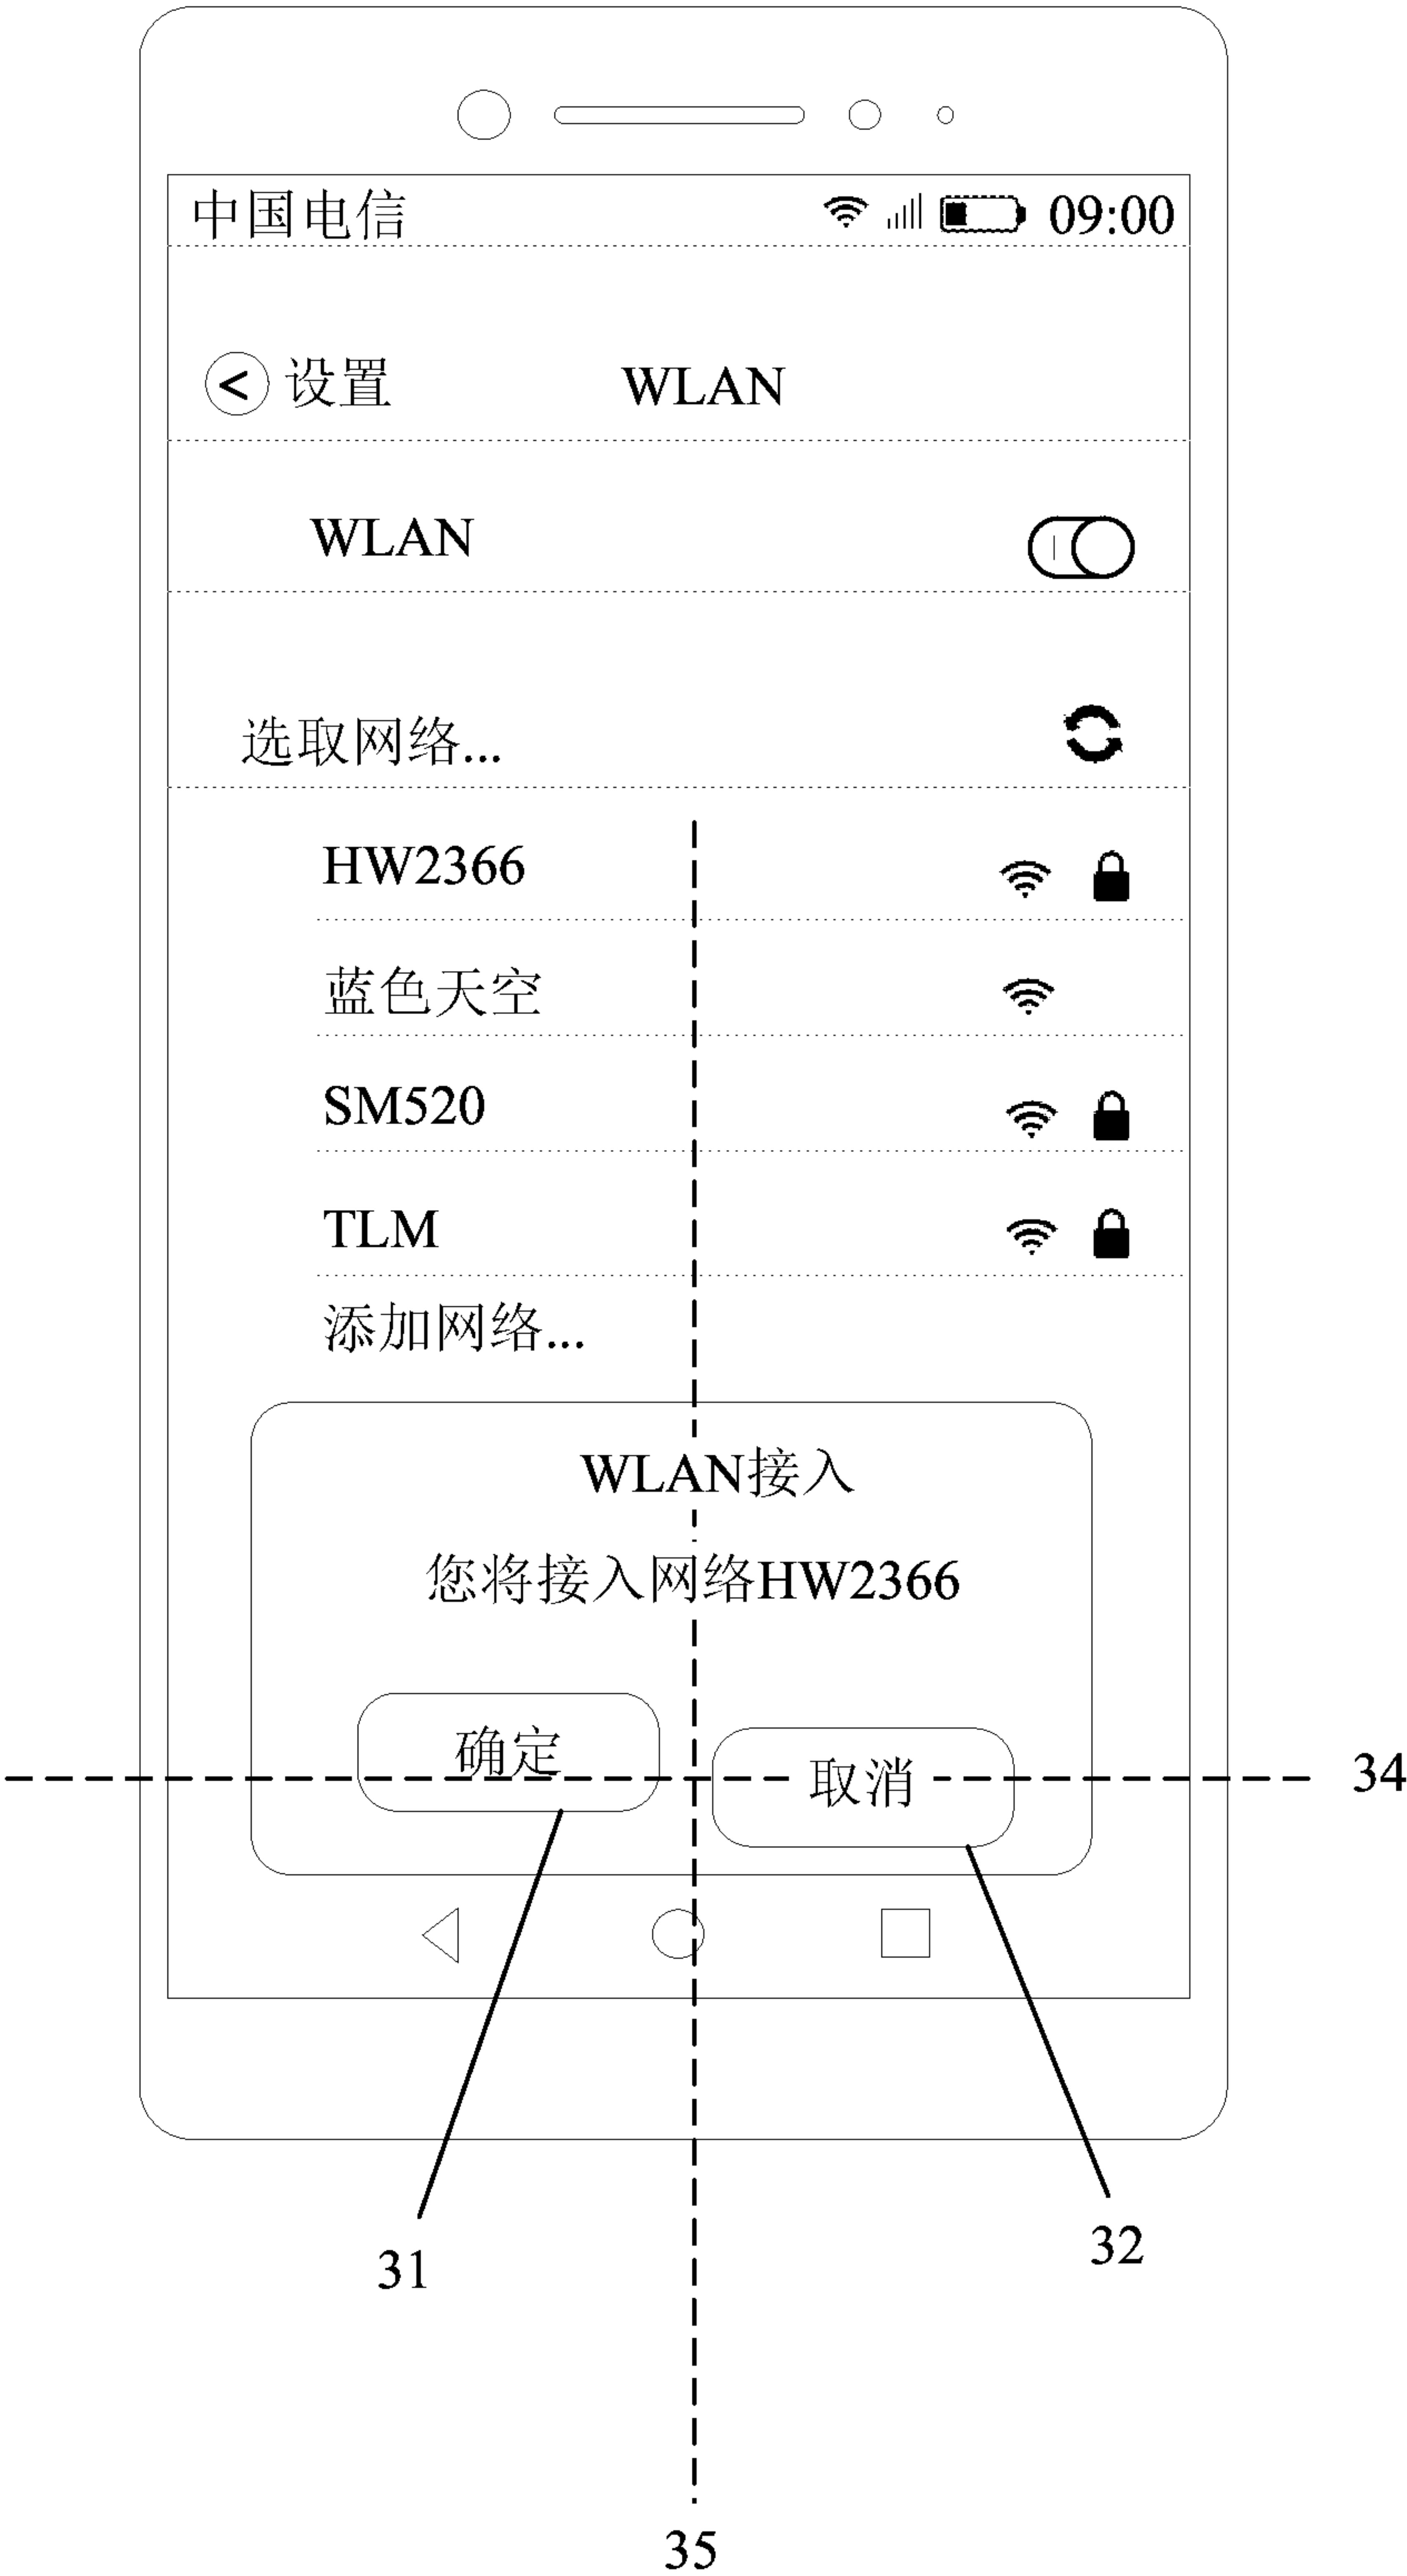 中国电信 09:00
< 设置 WLAN
WLAN
选取网络...
HW2366
蓝色天空
SM520
TLM
添加网络...
WLAN接入
您将接入网络HW2366
确定 取消 34
31 32
35